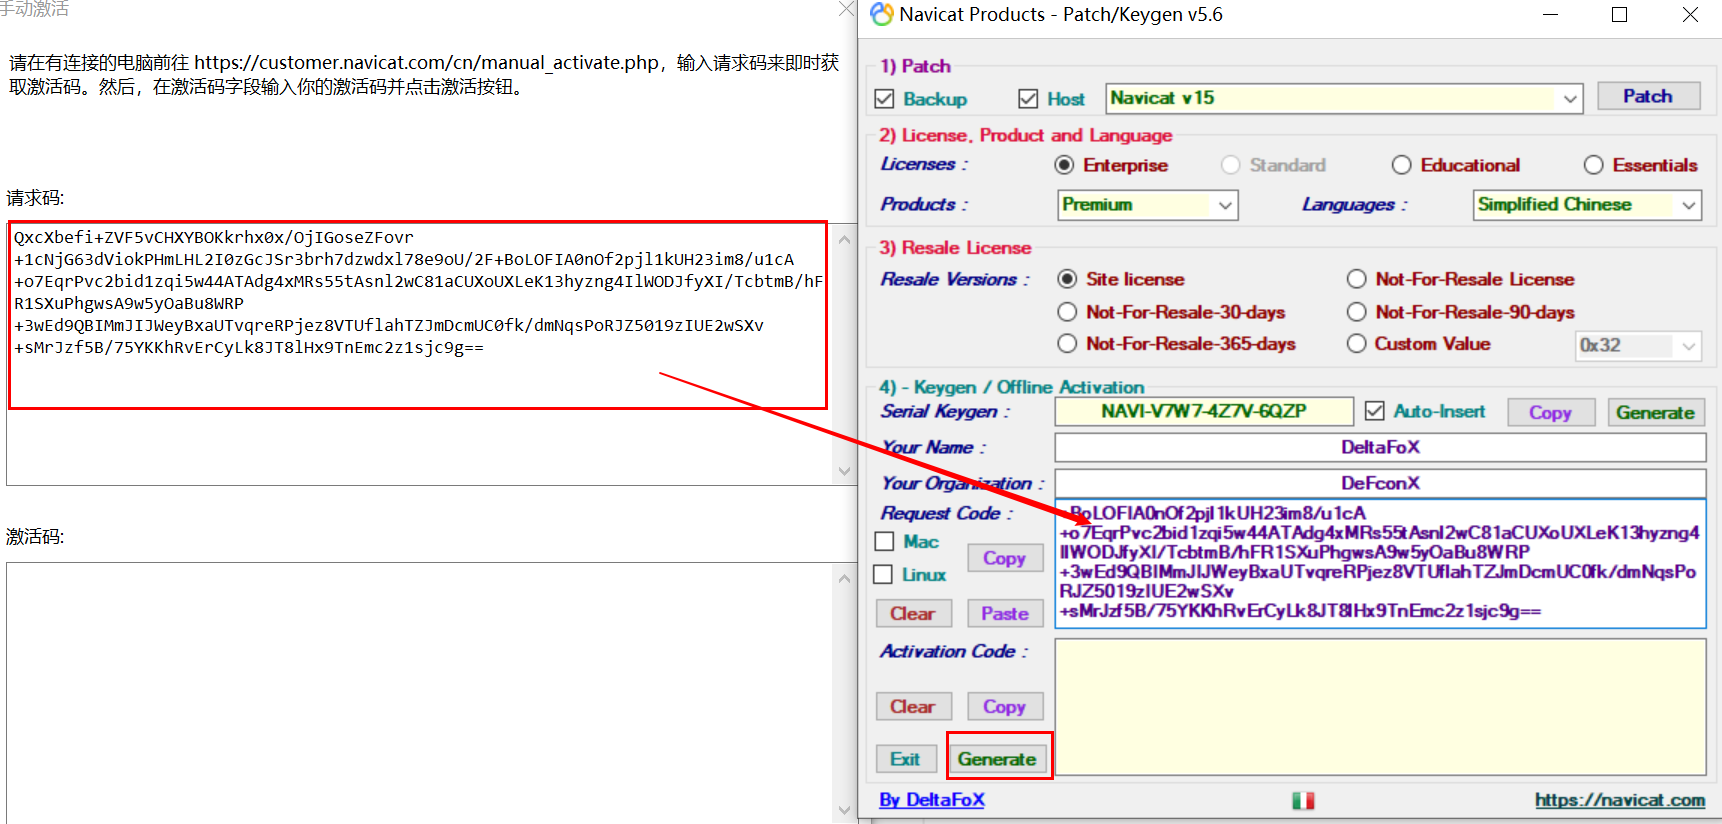 手动激活
请在有连接的电脑前往 https://customer.navicat.com/cn/manual_activate.php，输入请求码来即时获
取激活码。然后，在激活码字段输入你的激活码并点击激活按钮。
请求码:
QxcXbefi+ZVF5vCHXYBOKkrhx0x/OjIGoseZFovr
+1cNjG63dViokPHmLHL2I0zGcJSr3brh7dzwdxl78e9oU/2F+BoLOFIA0nOf2pjl1kUH23im8/u1cA
+o7EqrPvc2bid1zqi5w44ATAdg4xMRs55tAsnl2wC81aCUXoUXLeK13hyzng4IlWODJfyXI/TcbtmB/hF
R1SXuPhgwsA9w5yOaBu8WRP
+3wEd9QBIMmJIJWeyBxaUTvqreRPjez8VTUflahTZJmDcmUC0fk/dmNqsPoRJZ5019zIUE2wSXv
+sMrJzf5B/75YKKhRvErCyLk8JT8lHx9TnEmc2z1sjc9g==
激活码:
Navicat Products - Patch/Keygen v5.6
1) Patch
Backup
Host
Navicat v15
Patch
2) License, Product and Language
Licenses :
Enterprise
Standard
Educational
Essentials
Products :
Premium
Languages :
Simplified Chinese
3) Resale License
Resale Versions :
Site license
Not-For-Resale License
Not-For-Resale-30-days
Not-For-Resale-90-days
Not-For-Resale-365-days
Custom Value
0x32
4) - Keygen / Offline Activation
Serial Keygen :
NAVI-V7W7-4Z7V-6QZP
Auto-Insert
Copy
Generate
Your Name :
DeltaFoX
Your Organization :
DeFconX
Request Code :
BoLOFIA0nOf2pjl1kUH23im8/u1cA
+o7EqrPvc2bid1zqi5w44ATAdg4xMRs55tAsnl2wC81aCUXoUXLeK13hyzng4
IlWODJfyXI/TcbtmB/hFR1SXuPhgwsA9w5yOaBu8WRP
+3wEd9QBIMmJIJWeyBxaUTvqreRPjez8VTUflahTZJmDcmUC0fk/dmNqsPo
RJZ5019zIUE2wSXv
+sMrJzf5B/75YKKhRvErCyLk8JT8lHx9TnEmc2z1sjc9g==
Mac
Copy
Linux
Clear
Paste
Activation Code :
Clear
Copy
Exit
Generate
By DeltaFoX
https://navicat.com